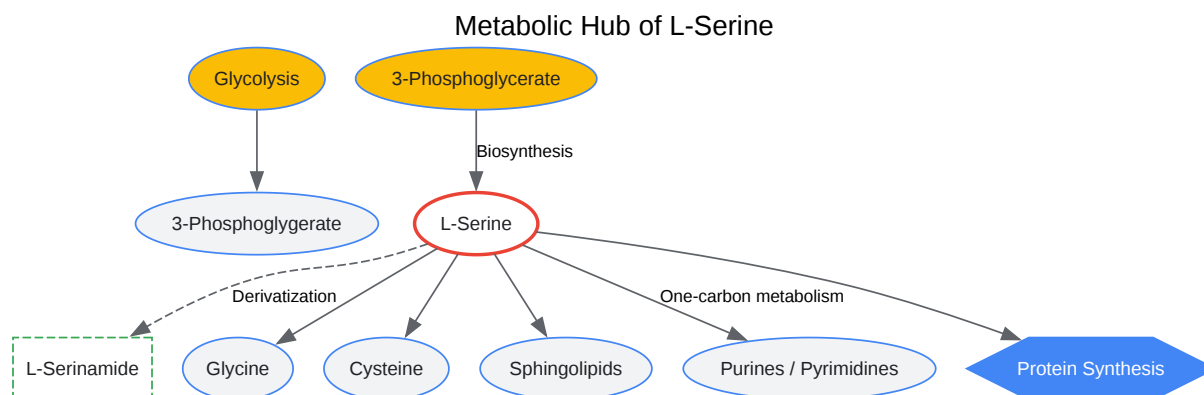 Metabolic Hub of L-Serine
Glycolysis
3-Phosphoglycerate
Biosynthesis
3-Phosphoglygerate
L-Serine
Derivatization
One-carbon metabolism
L-Serinamide
Glycine
Cysteine
Sphingolipids
Purines / Pyrimidines
Protein Synthesis